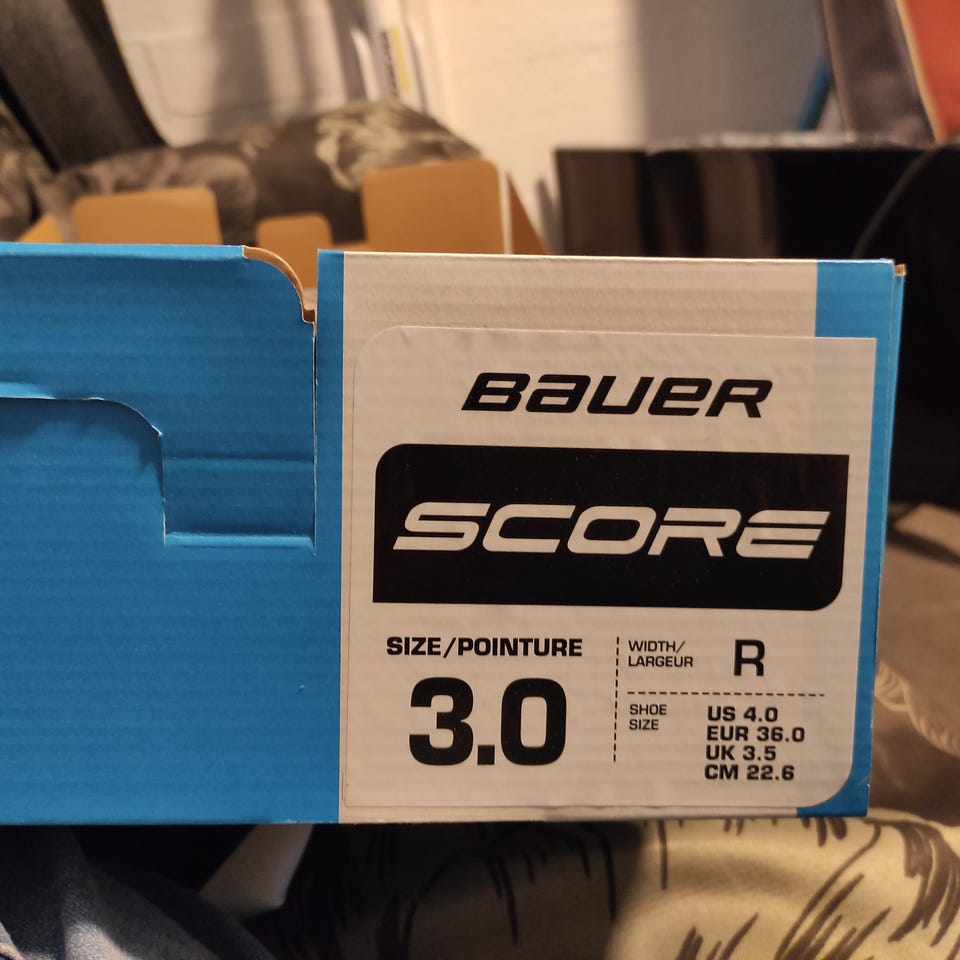 BAUER
SCORE
SIZE/POINTURE
3.0
WIDTH/
LARGEUR
R
SHOE
SIZE
US 4.0
EUR 36.0
UK 3.5
CM 22.6